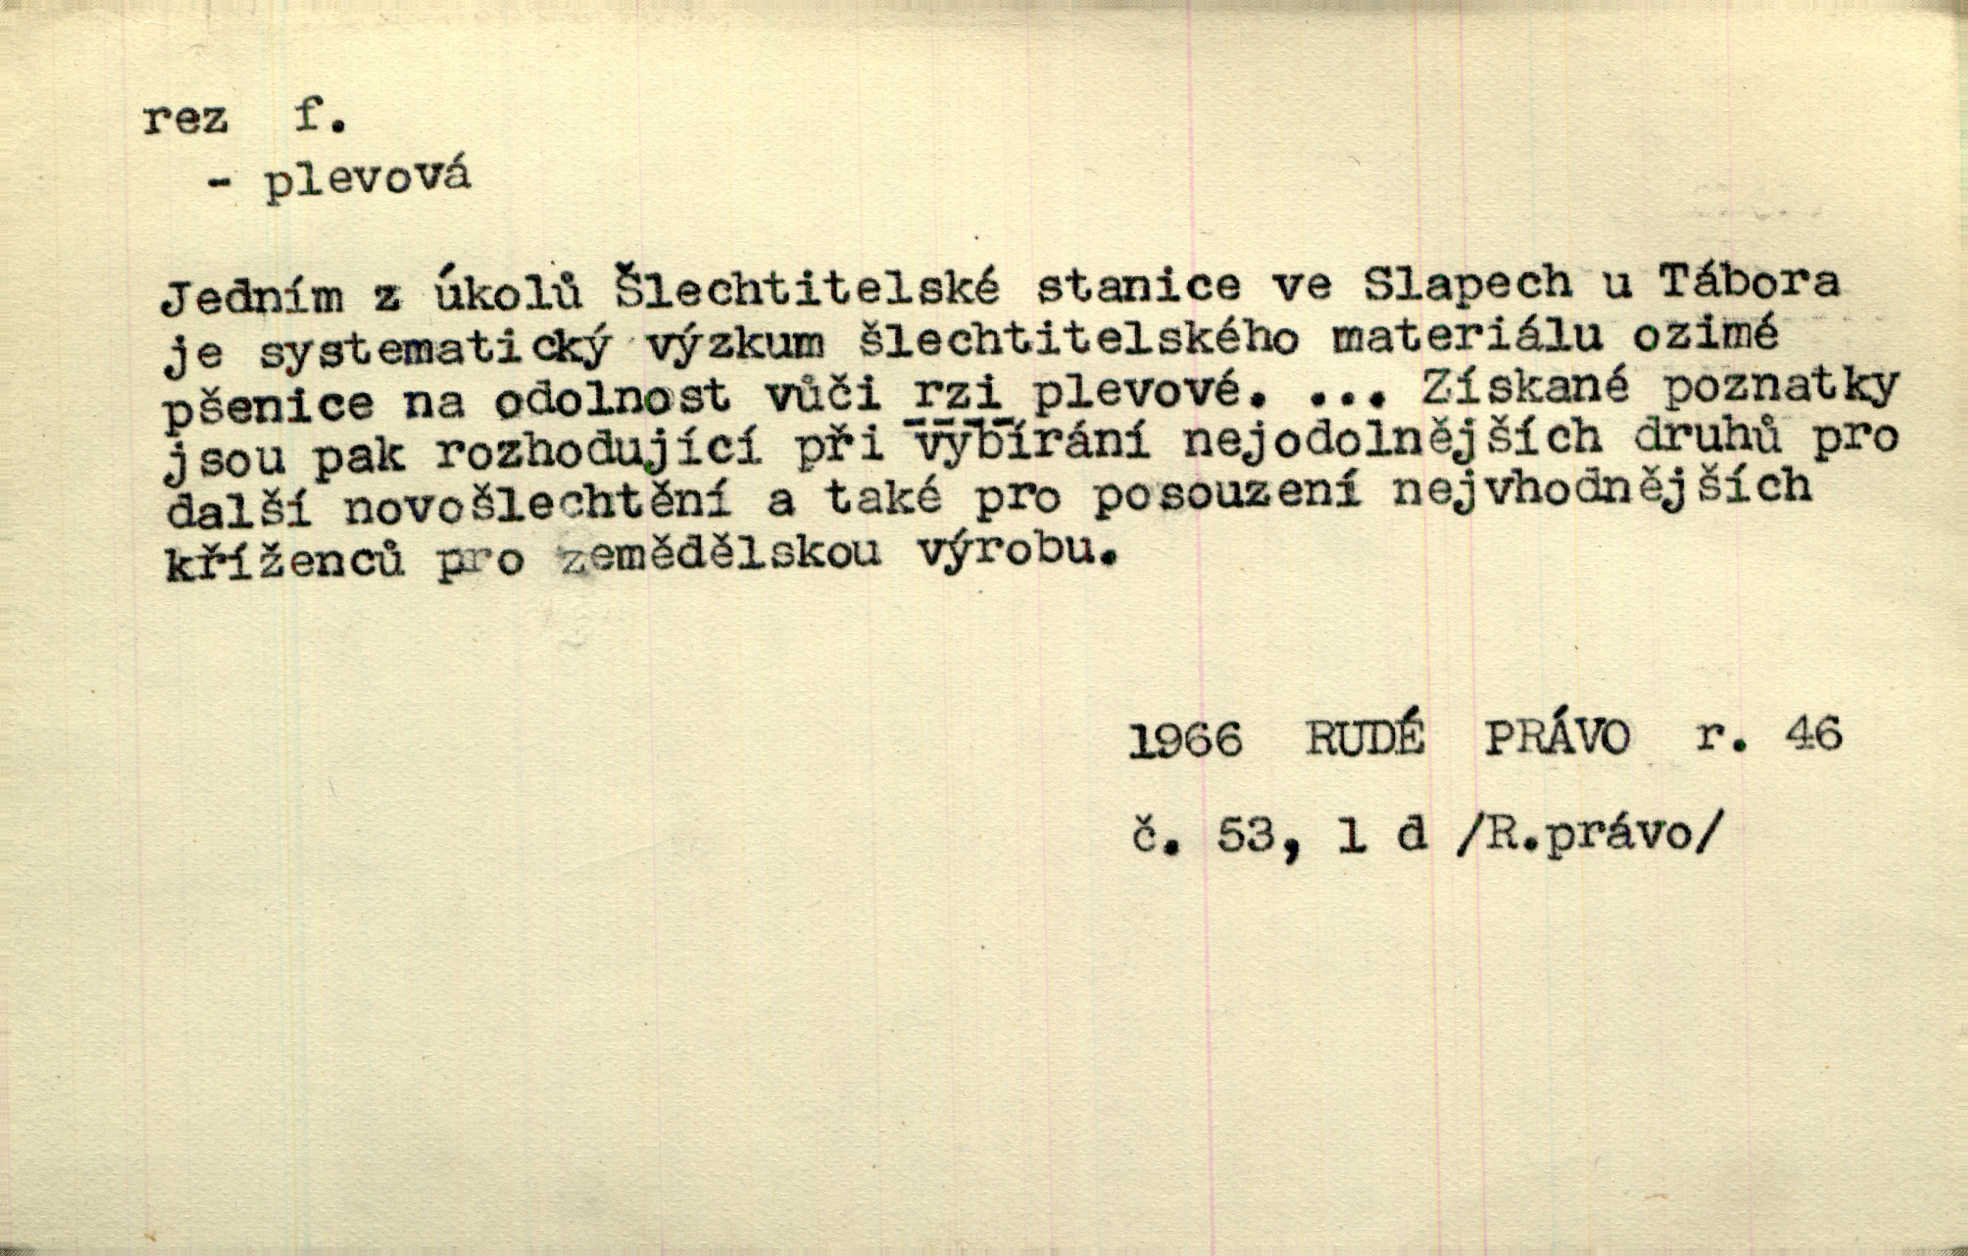 rez f.
- plevová
Jedním z úkolů Šlechtitelské stanice ve Slapech u Tábora
je systematický výzkum šlechtitelského materiálu ozimé
pšenice na odolnost vůči rzi plevové. ... Získané poznatky
jsou pak rozhodující při vybírání nejodolnějších druhů pro
další novošlechtění a také pro posouzení nejvhodnějších
kříženců pro zemědělskou výrobu.
1966 RUDÉ PRÁVO r. 46
č. 53, 1 d /R.právo/